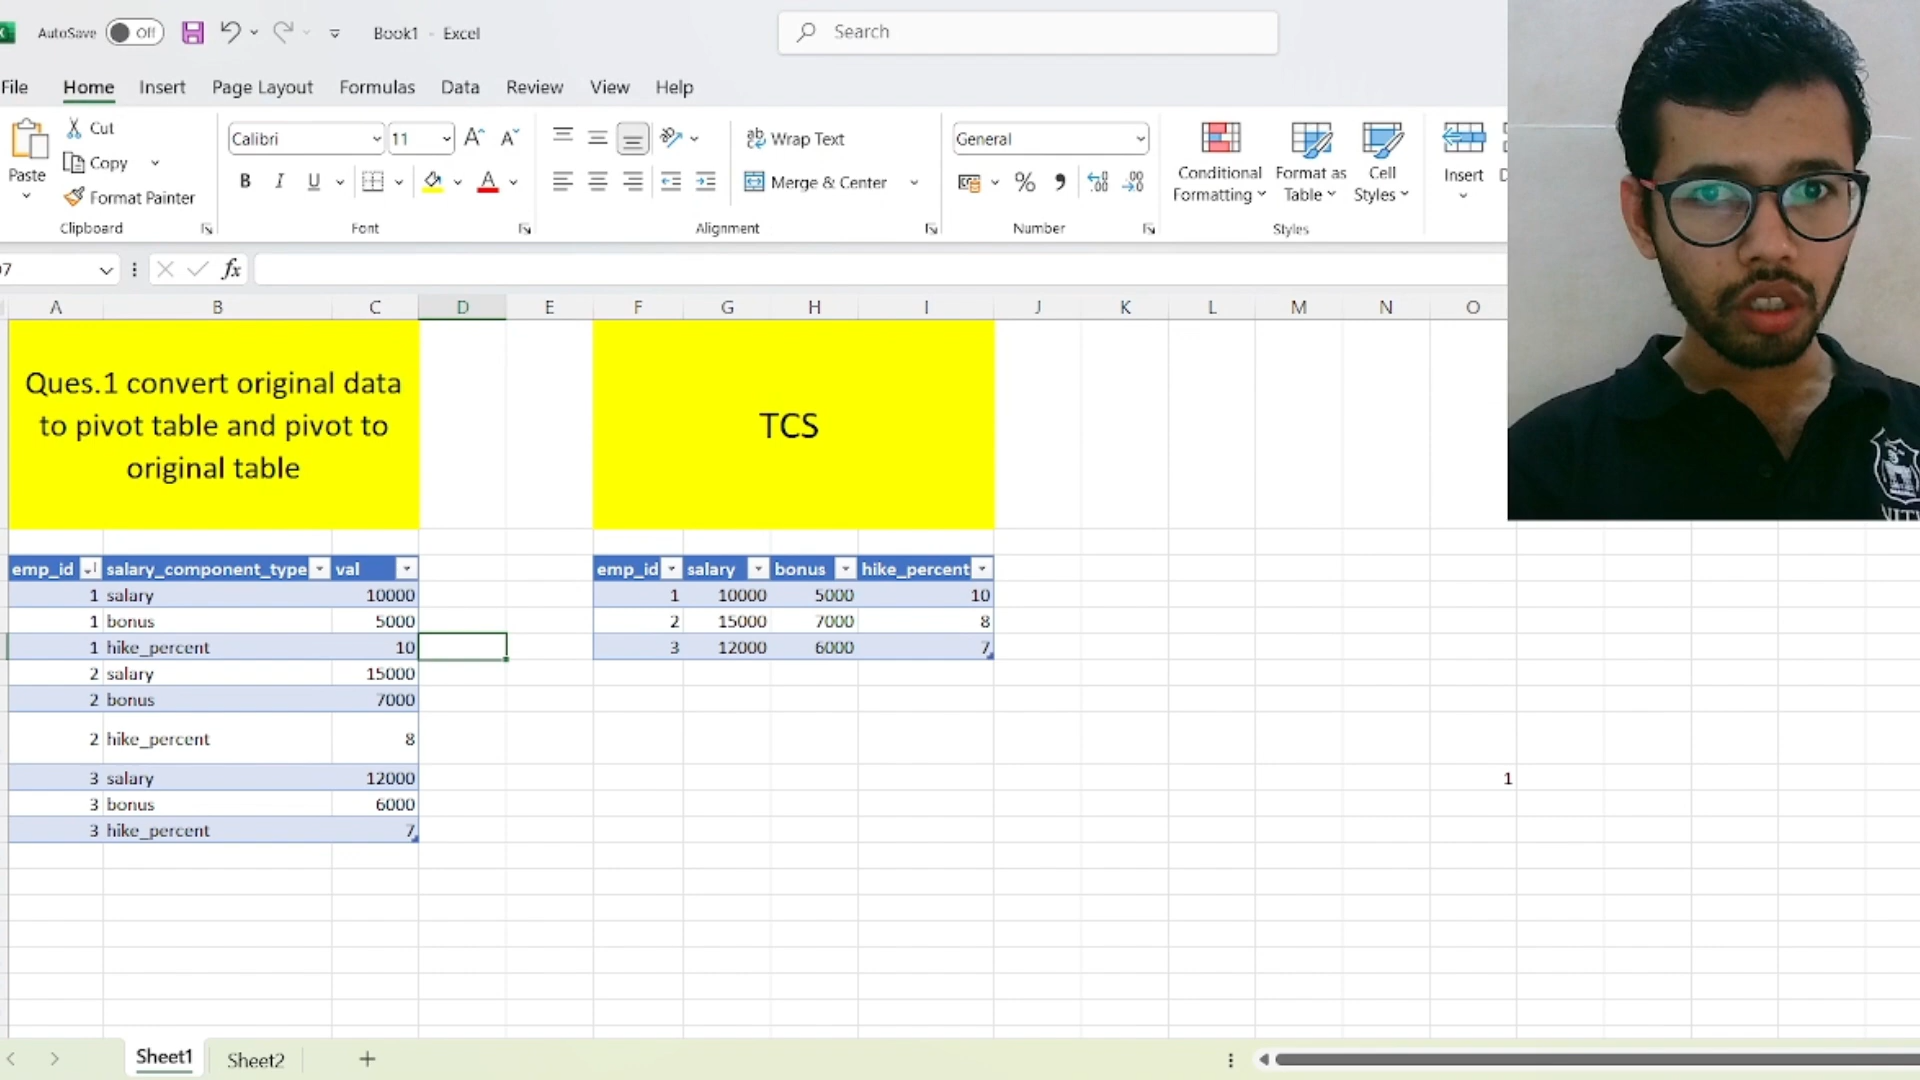 AutoSave Off Book1 - Excel Search
File Home Insert Page Layout Formulas Data Review View Help
Paste Cut Copy Format Painter Clipboard
Calibri 11 B I U A Font
Wrap Text Merge & Center Alignment
General % Number
Conditional Formatting Format as Table Cell Styles Styles
Insert
fx
A B C D E F G H I J K L M N O
Ques.1 convert original data
to pivot table and pivot to
original table
TCS
emp_id salary_component_type val
1 salary 10000
1 bonus 5000
1 hike_percent 10
2 salary 15000
2 bonus 7000
2 hike_percent 8
3 salary 12000
3 bonus 6000
3 hike_percent 7
emp_id salary bonus hike_percent
1 10000 5000 10
2 15000 7000 8
3 12000 6000 7
1
Sheet1 Sheet2